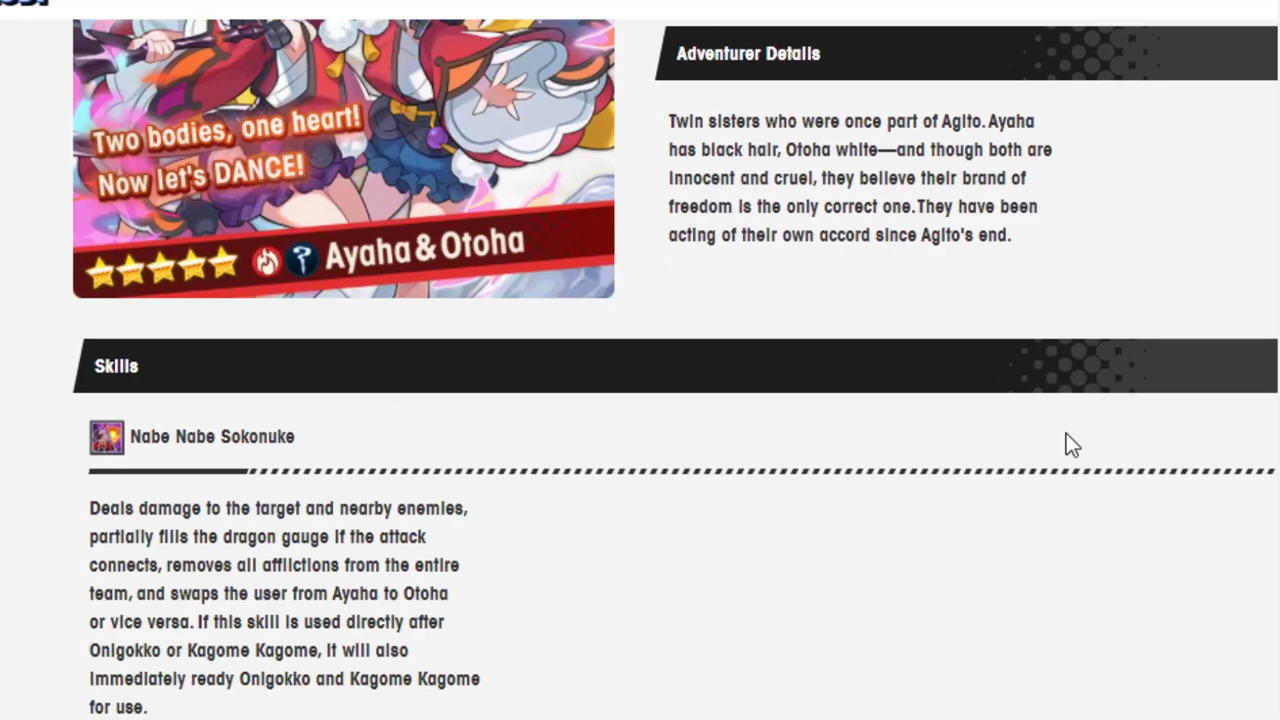 Adventurer Details
Two bodies, one heart!
Now let's DANCE!
Ayaha & Otoha
Twin sisters who were once part of Agito. Ayaha
has black hair, Otoha white—and though both are
innocent and cruel, they believe their brand of
freedom is the only correct one.They have been
acting of their own accord since Agito's end.
Skills
Nabe Nabe Sokonuke
Deals damage to the target and nearby enemies,
partially fills the dragon gauge if the attack
connects, removes all afflictions from the entire
team, and swaps the user from Ayaha to Otoha
or vice versa. If this skill is used directly after
Onigokko or Kagome Kagome, it will also
immediately ready Onigokko and Kagome Kagome
for use.